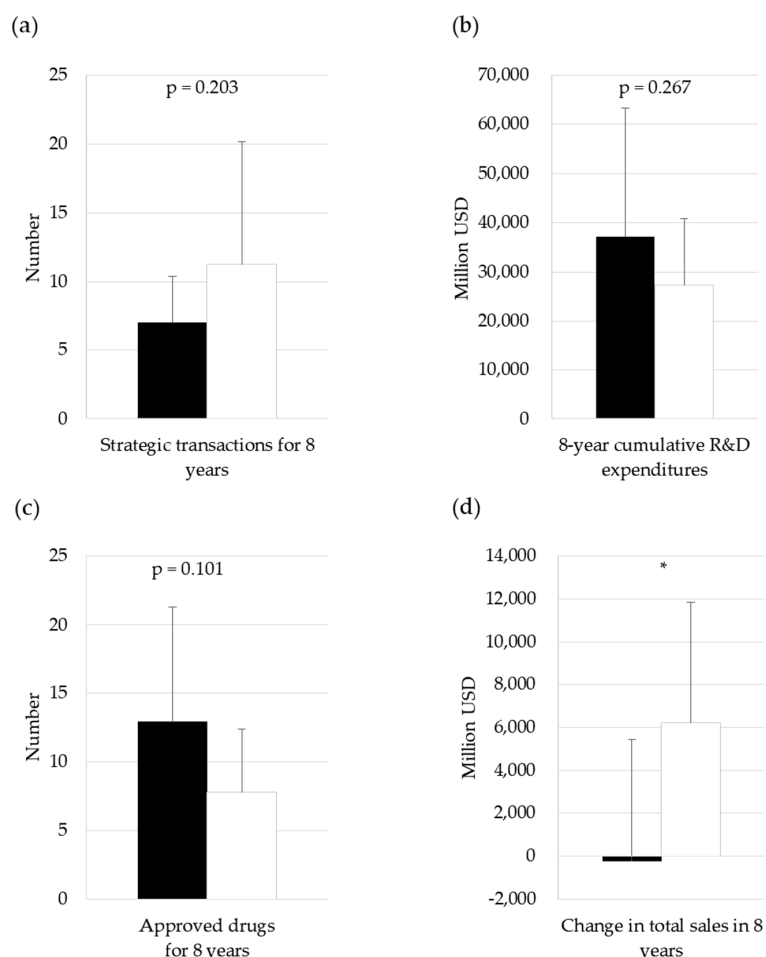 (a)
p = 0.203
25
20
15
10
5
0
Number
Strategic transactions for 8
years
(b)
p = 0.267
70,000
60,000
50,000
40,000
30,000
20,000
10,000
0
Million USD
8-year cumulative R&D
expenditures
(c)
p = 0.101
25
20
15
10
5
0
Number
Approved drugs
for 8 years
(d)
*
14,000
12,000
10,000
8,000
6,000
4,000
2,000
0
-2,000
Million USD
Change in total sales in 8
years